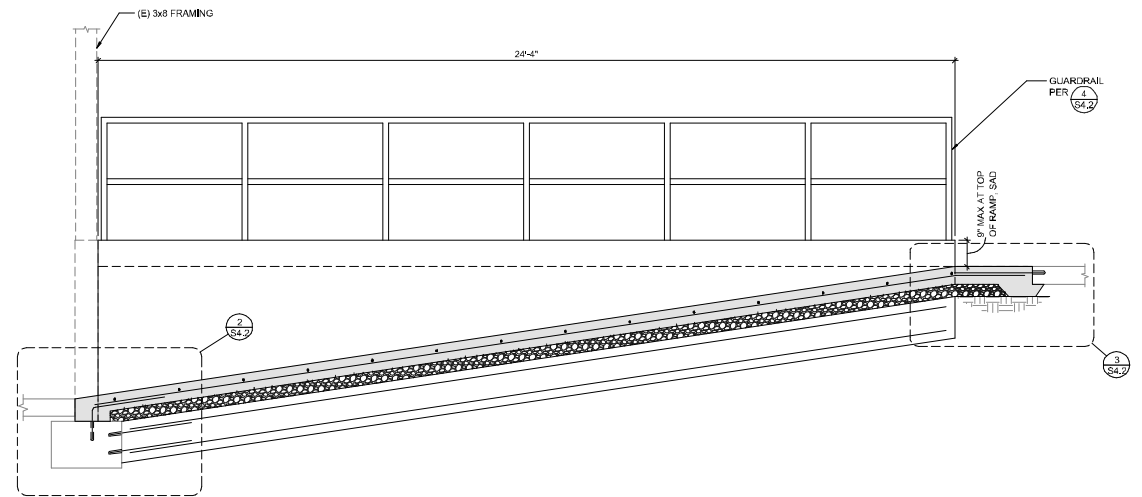 (E) 3x8 FRAMING
24'-4"
GUARDRAIL
PER 4
S4.2
9" MAX AT TOP
OF RAMP, SAD
2
S4.2
3
S4.2